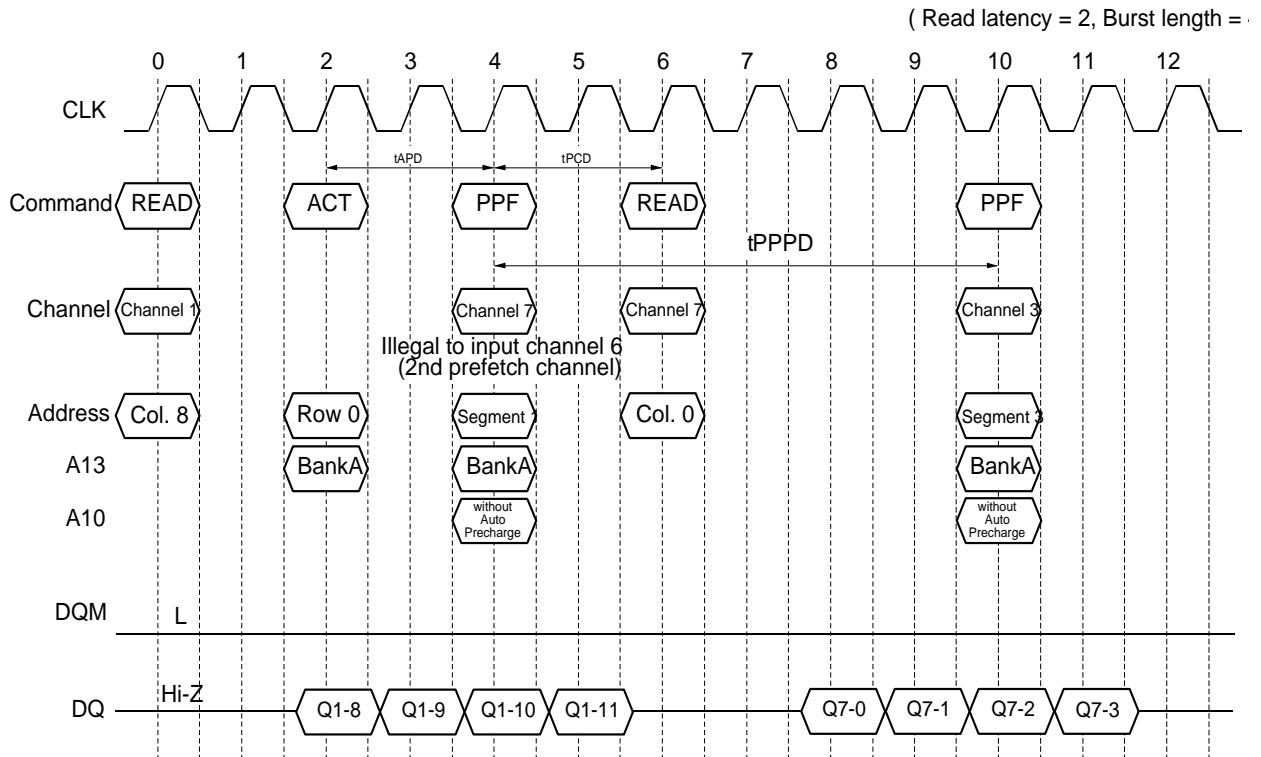 ( Read latency = 2, Burst length =
0 1 2 3 4 5 6 7 8 9 10 11 12
CLK
tAPD tPCD
Command READ ACT PPF READ PPF
tPPPD
Channel Channel 1 Channel 7 Channel 7 Channel 3
Illegal to input channel 6
(2nd prefetch channel)
Address Col. 8 Row 0 Segment 1 Col. 0 Segment 3
A13 BankA BankA BankA
A10 without Auto Precharge without Auto Precharge
DQM L
DQ Hi-Z Q1-8 Q1-9 Q1-10 Q1-11 Q7-0 Q7-1 Q7-2 Q7-3